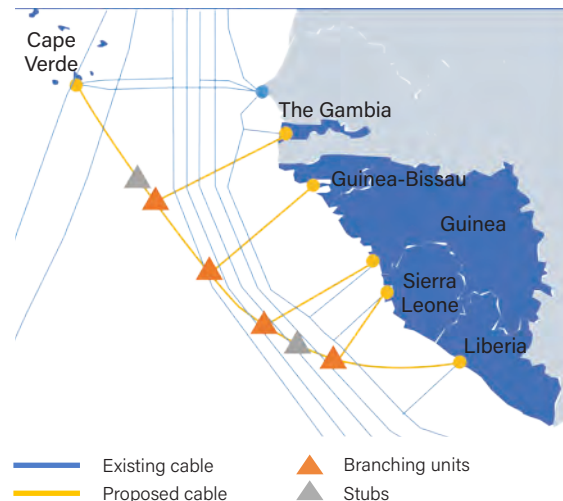 Cape
Verde
The Gambia
Guinea-Bissau
Guinea
Sierra
Leone
Liberia
Existing cable
Branching units
Proposed cable
Stubs